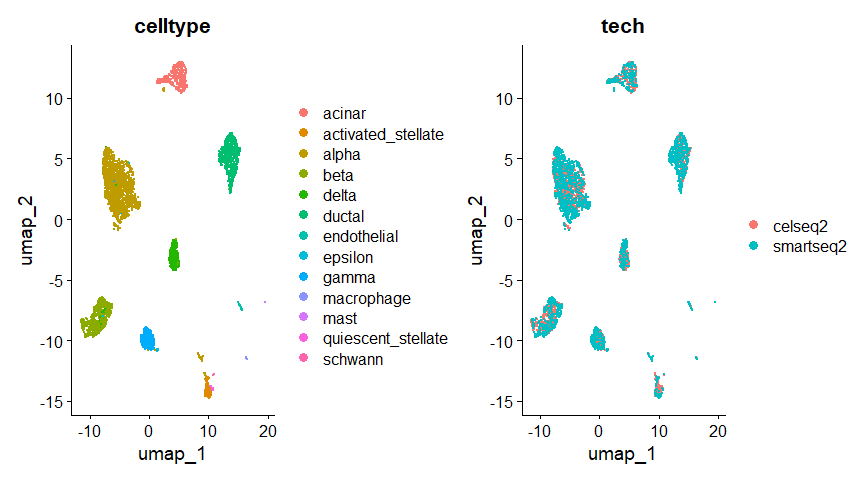 celltype
umap_2
10
5
0
-5
-10
-15
-10
0
10
20
umap_1
acinar
activated_stellate
alpha
beta
delta
ductal
endothelial
epsilon
gamma
macrophage
mast
quiescent_stellate
schwann
tech
umap_2
10
5
0
-5
-10
-15
-10
0
10
20
umap_1
celseq2
smartseq2